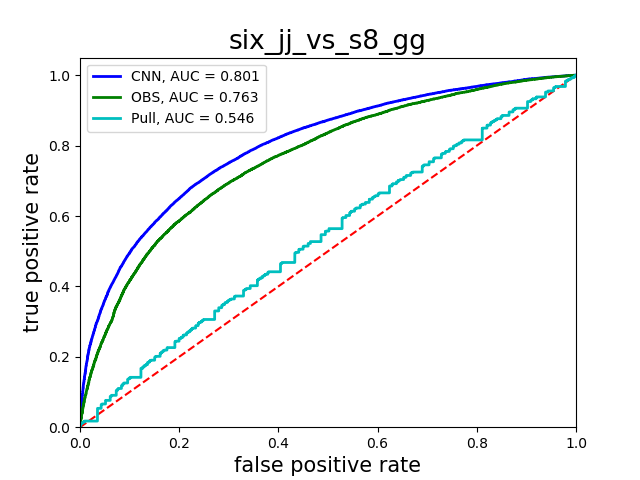 six_jj_vs_s8_gg
CNN, AUC = 0.801
OBS, AUC = 0.763
Pull, AUC = 0.546
true positive rate
1.0
0.8
0.6
0.4
0.2
0.0
0.0 0.2 0.4 0.6 0.8 1.0
false positive rate